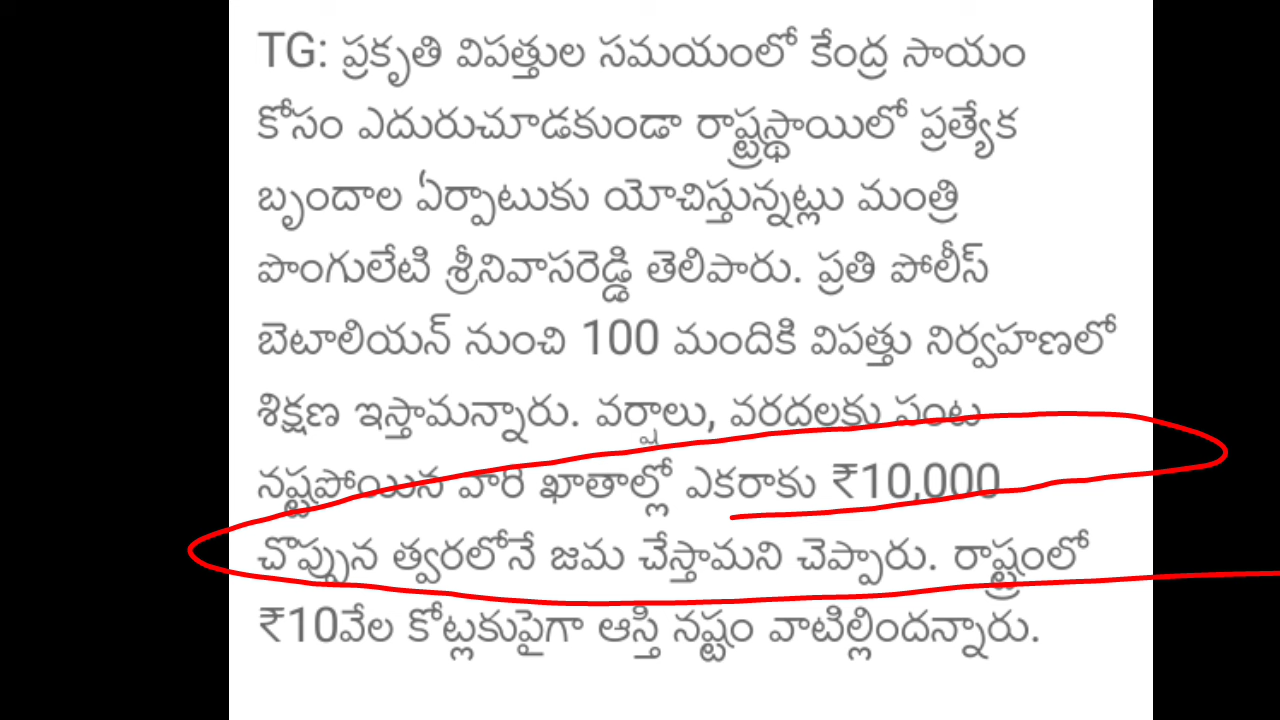 TG: ప్రకృతి విపత్తుల సమయంలో కేంద్ర సాయం
కోసం ఎదురుచూడకుండా రాష్ట్రస్థాయిలో ప్రత్యేక
బృందాల ఏర్పాటుకు యోచిస్తున్నట్లు మంత్రి
పొంగులేటి శ్రీనివాసరెడ్డి తెలిపారు. ప్రతి పోలీస్
బెటాలియన్ నుంచి 100 మందికి విపత్తు నిర్వహణలో
శిక్షణ ఇస్తామన్నారు. వర్షాలు, వరదలకు పంట
నష్టపోయిన వారి ఖాతాల్లో ఎకరాకు ₹10,000
చొప్పున త్వరలోనే జమ చేస్తామని చెప్పారు. రాష్ట్రంలో
₹10వేల కోట్లకుపైగా ఆస్తి నష్టం వాటిల్లిందన్నారు.